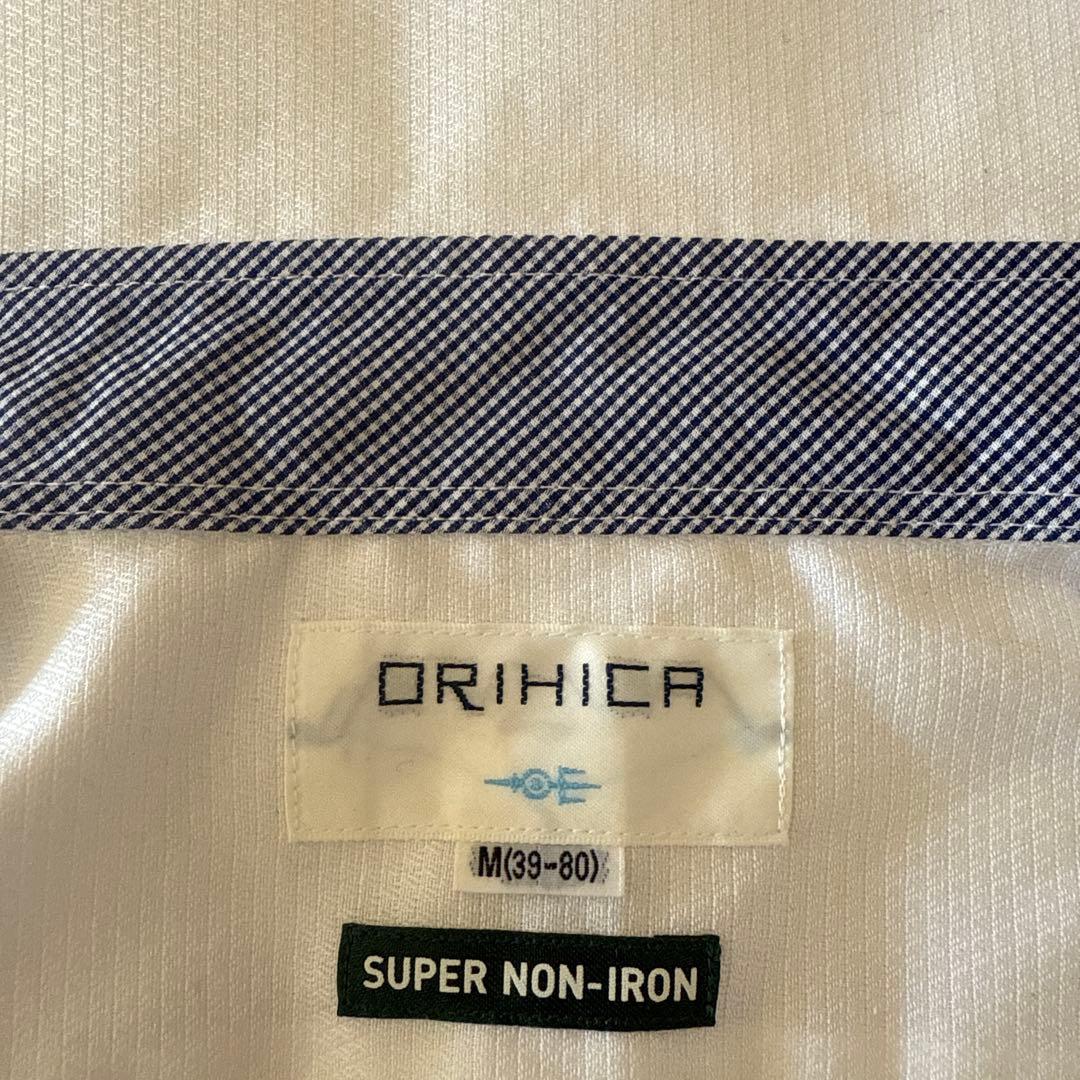 ORIHICA
M(39-80)
SUPER NON-IRON